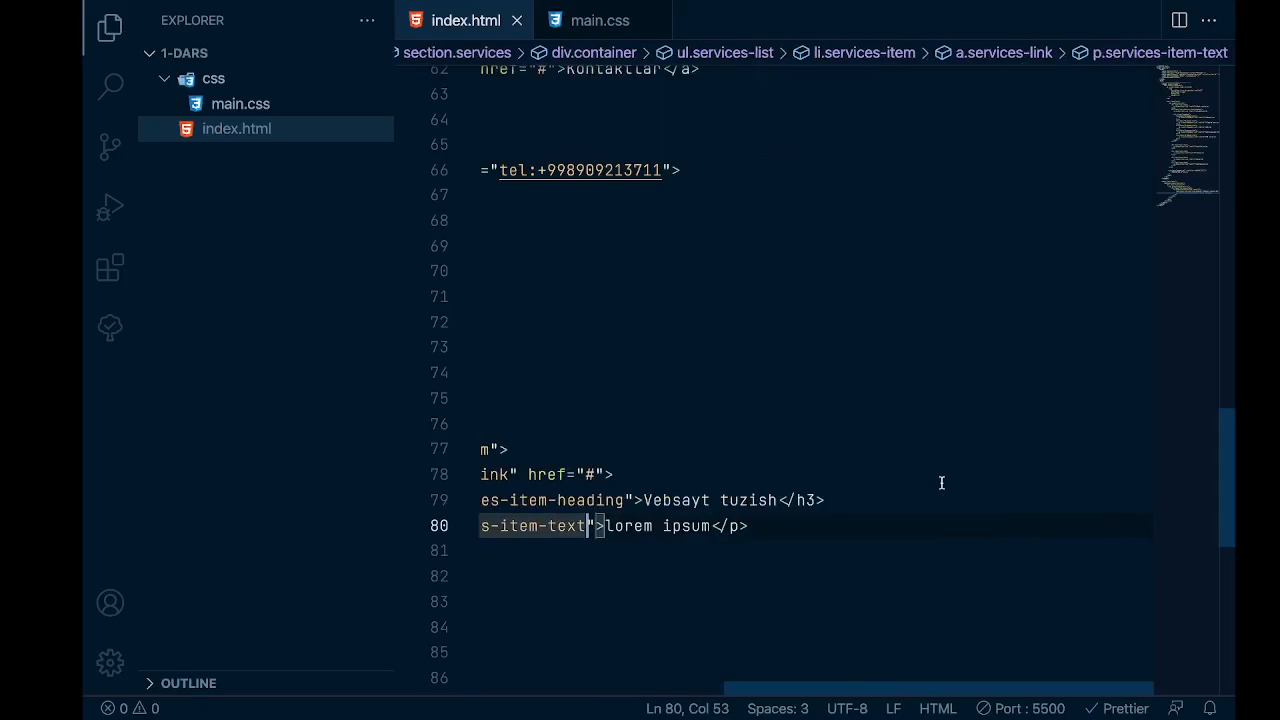 EXPLORER
index.html
main.css
1-DARS
section.services
div.container
ul.services-list
li.services-item
a.services-link
p.services-item-text
css
main.css
index.html
62 href="#">Kontaktlar</a>
63
64
65
66 ="tel:+998909213711">
67
68
69
70
71
72
73
74
75
76
77 m">
78 ink" href="#">
79 es-item-heading">Vebsayt tuzish</h3>
80 s-item-text">lorem ipsum</p>
81
82
83
84
85
86
OUTLINE
0 0
Ln 80, Col 53
Spaces: 3
UTF-8
LF
HTML
Port : 5500
Prettier